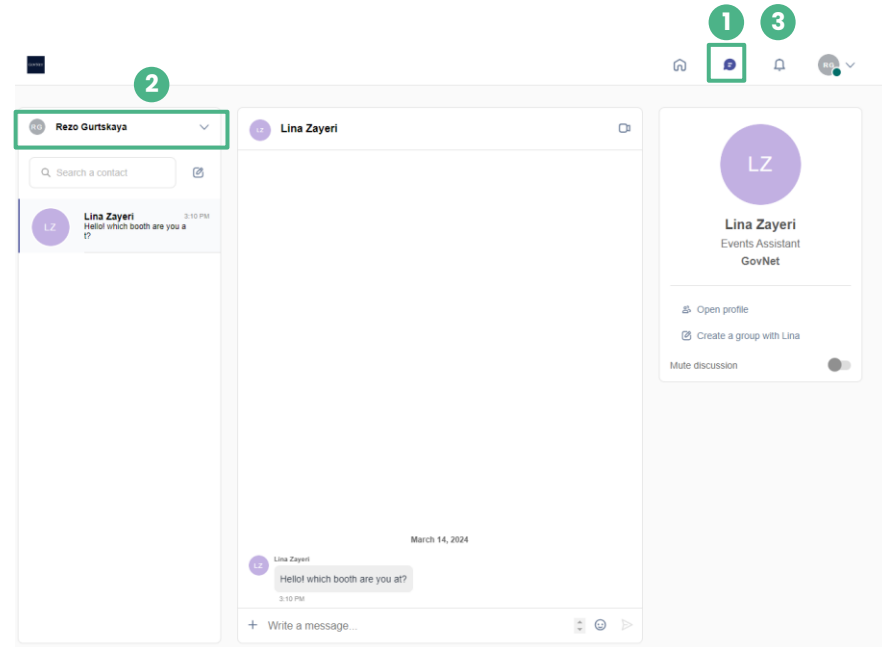 1
3
2
RG
RG
Rezo Gurtskaya
Search a contact
LZ
Lina Zayeri
3:10 PM
Hello! which booth are you a
t?
LZ
Lina Zayeri
March 14, 2024
LZ
Lina Zayeri
Hello! which booth are you at?
3:10 PM
+ Write a message...
LZ
Lina Zayeri
Events Assistant
GovNet
Open profile
Create a group with Lina
Mute discussion